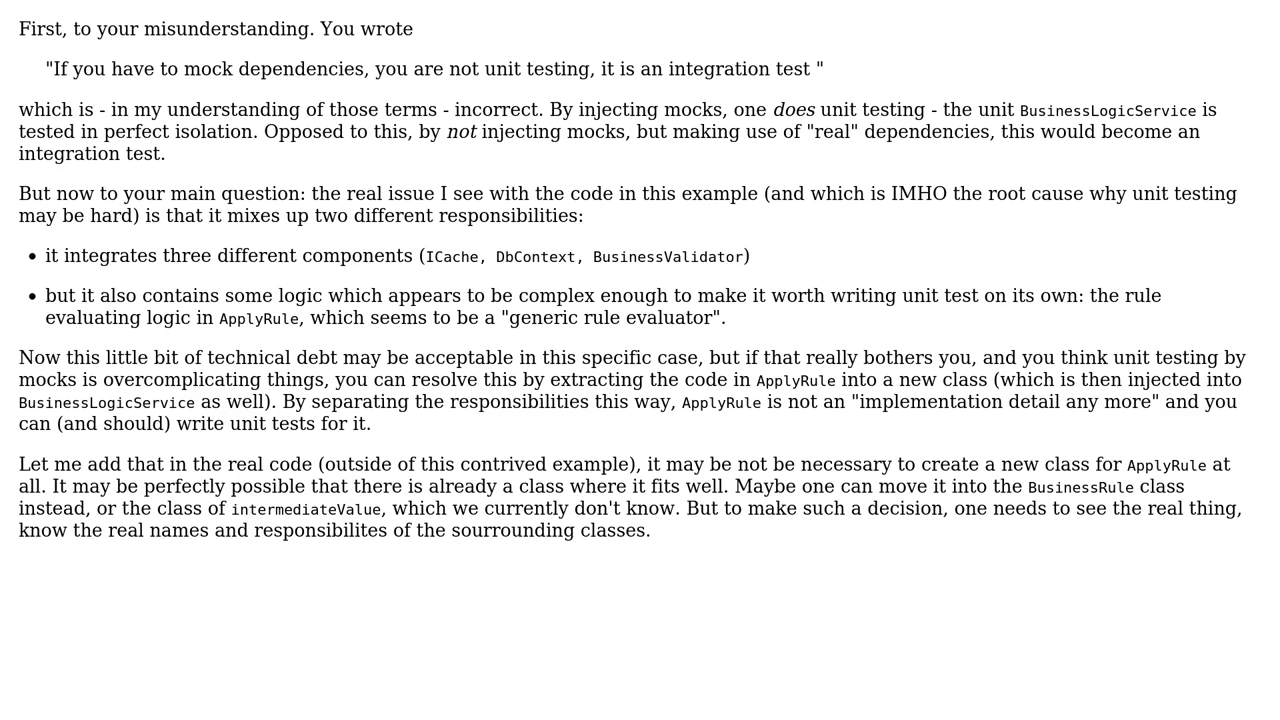 First, to your misunderstanding. You wrote
"If you have to mock dependencies, you are not unit testing, it is an integration test "
which is - in my understanding of those terms - incorrect. By injecting mocks, one does unit testing - the unit BusinessLogicService is
tested in perfect isolation. Opposed to this, by not injecting mocks, but making use of "real" dependencies, this would become an
integration test.
But now to your main question: the real issue I see with the code in this example (and which is IMHO the root cause why unit testing
may be hard) is that it mixes up two different responsibilities:
• it integrates three different components (ICache, DbContext, BusinessValidator)
• but it also contains some logic which appears to be complex enough to make it worth writing unit test on its own: the rule
evaluating logic in ApplyRule, which seems to be a "generic rule evaluator".
Now this little bit of technical debt may be acceptable in this specific case, but if that really bothers you, and you think unit testing by
mocks is overcomplicating things, you can resolve this by extracting the code in ApplyRule into a new class (which is then injected into
BusinessLogicService as well). By separating the responsibilities this way, ApplyRule is not an "implementation detail any more" and you
can (and should) write unit tests for it.
Let me add that in the real code (outside of this contrived example), it may be not be necessary to create a new class for ApplyRule at
all. It may be perfectly possible that there is already a class where it fits well. Maybe one can move it into the BusinessRule class
instead, or the class of intermediateValue, which we currently don't know. But to make such a decision, one needs to see the real thing,
know the real names and responsibilites of the sourrounding classes.